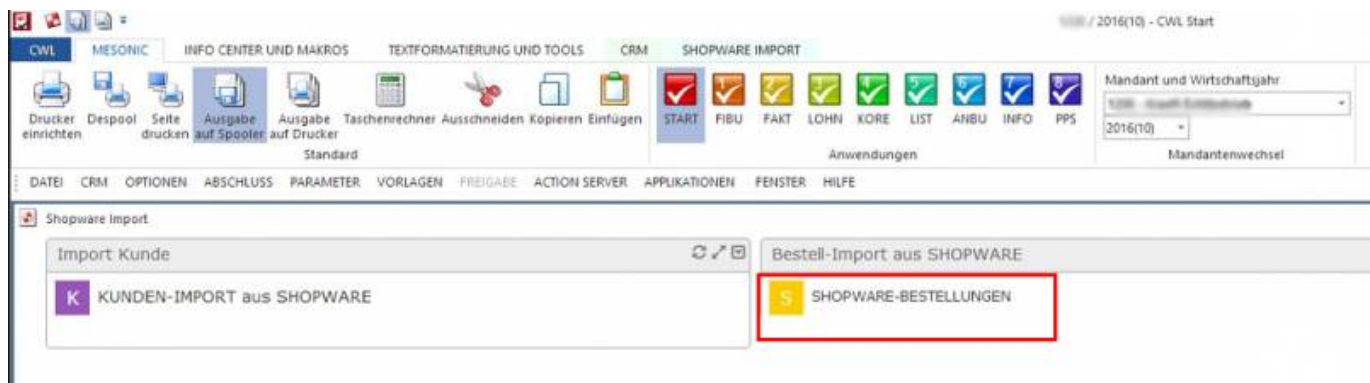 / 2016(10) - CWL Start
CWL MESONIC INFO CENTER UND MAKROS TEXTFORMATIERUNG UND TOOLS CRM SHOPWARE IMPORT
Drucker einrichten Despool Seite drucken Ausgabe auf Spooler Ausgabe auf Drucker Taschenrechner Ausschneiden Kopieren Einfügen
Standard
START FIBU FAKT LOHN KORE LIST ANBU INFO PPS
Anwendungen
Mandant und Wirtschaftsjahr
2016(10)
Mandantenwechsel
DATEI CRM OPTIONEN ABSCHLUSS PARAMETER VORLAGEN FREIGABE ACTION SERVER APPLIKATIONEN FENSTER HILFE
Shopware Import
Import Kunde
K KUNDEN-IMPORT aus SHOPWARE
Bestell-Import aus SHOPWARE
S SHOPWARE-BESTELLUNGEN